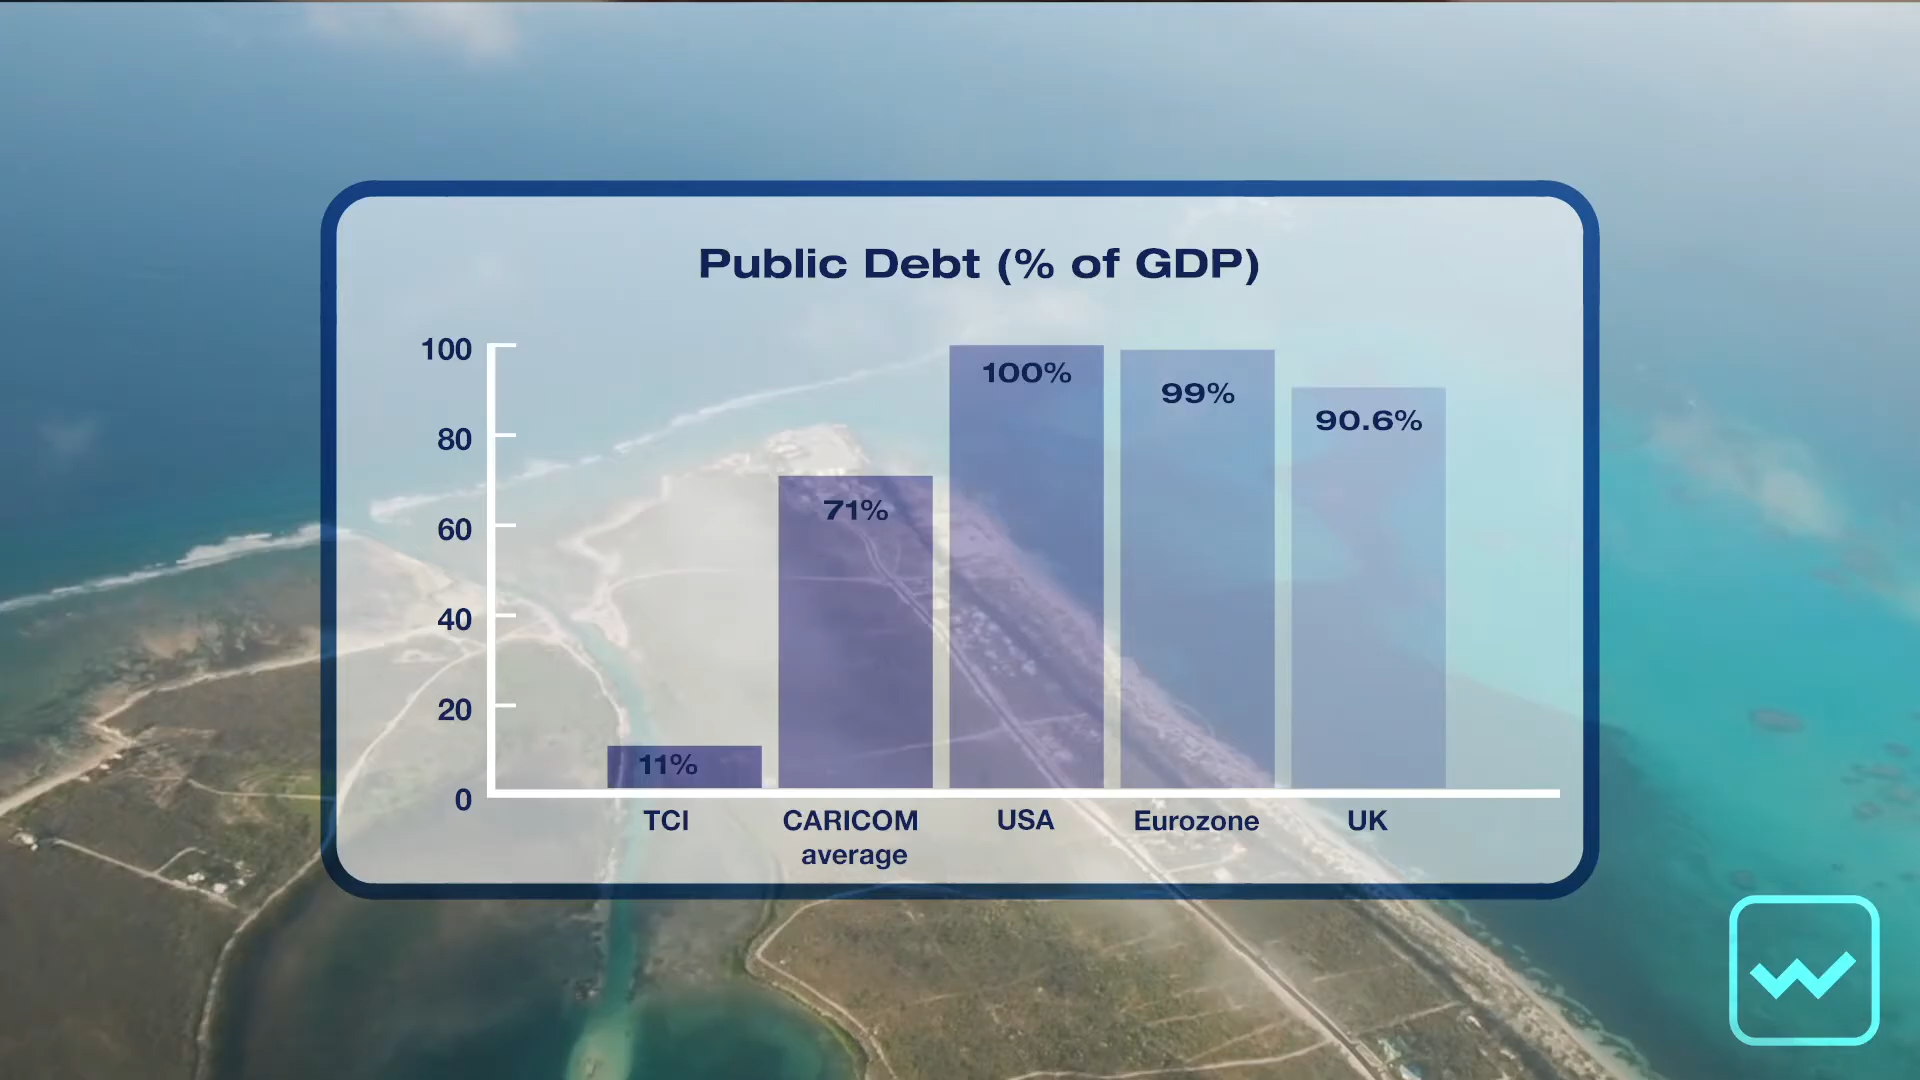 Public Debt (% of GDP)
100
80
60
40
20
0
11%
71%
100%
99%
90.6%
TCI
CARICOM
average
USA
Eurozone
UK